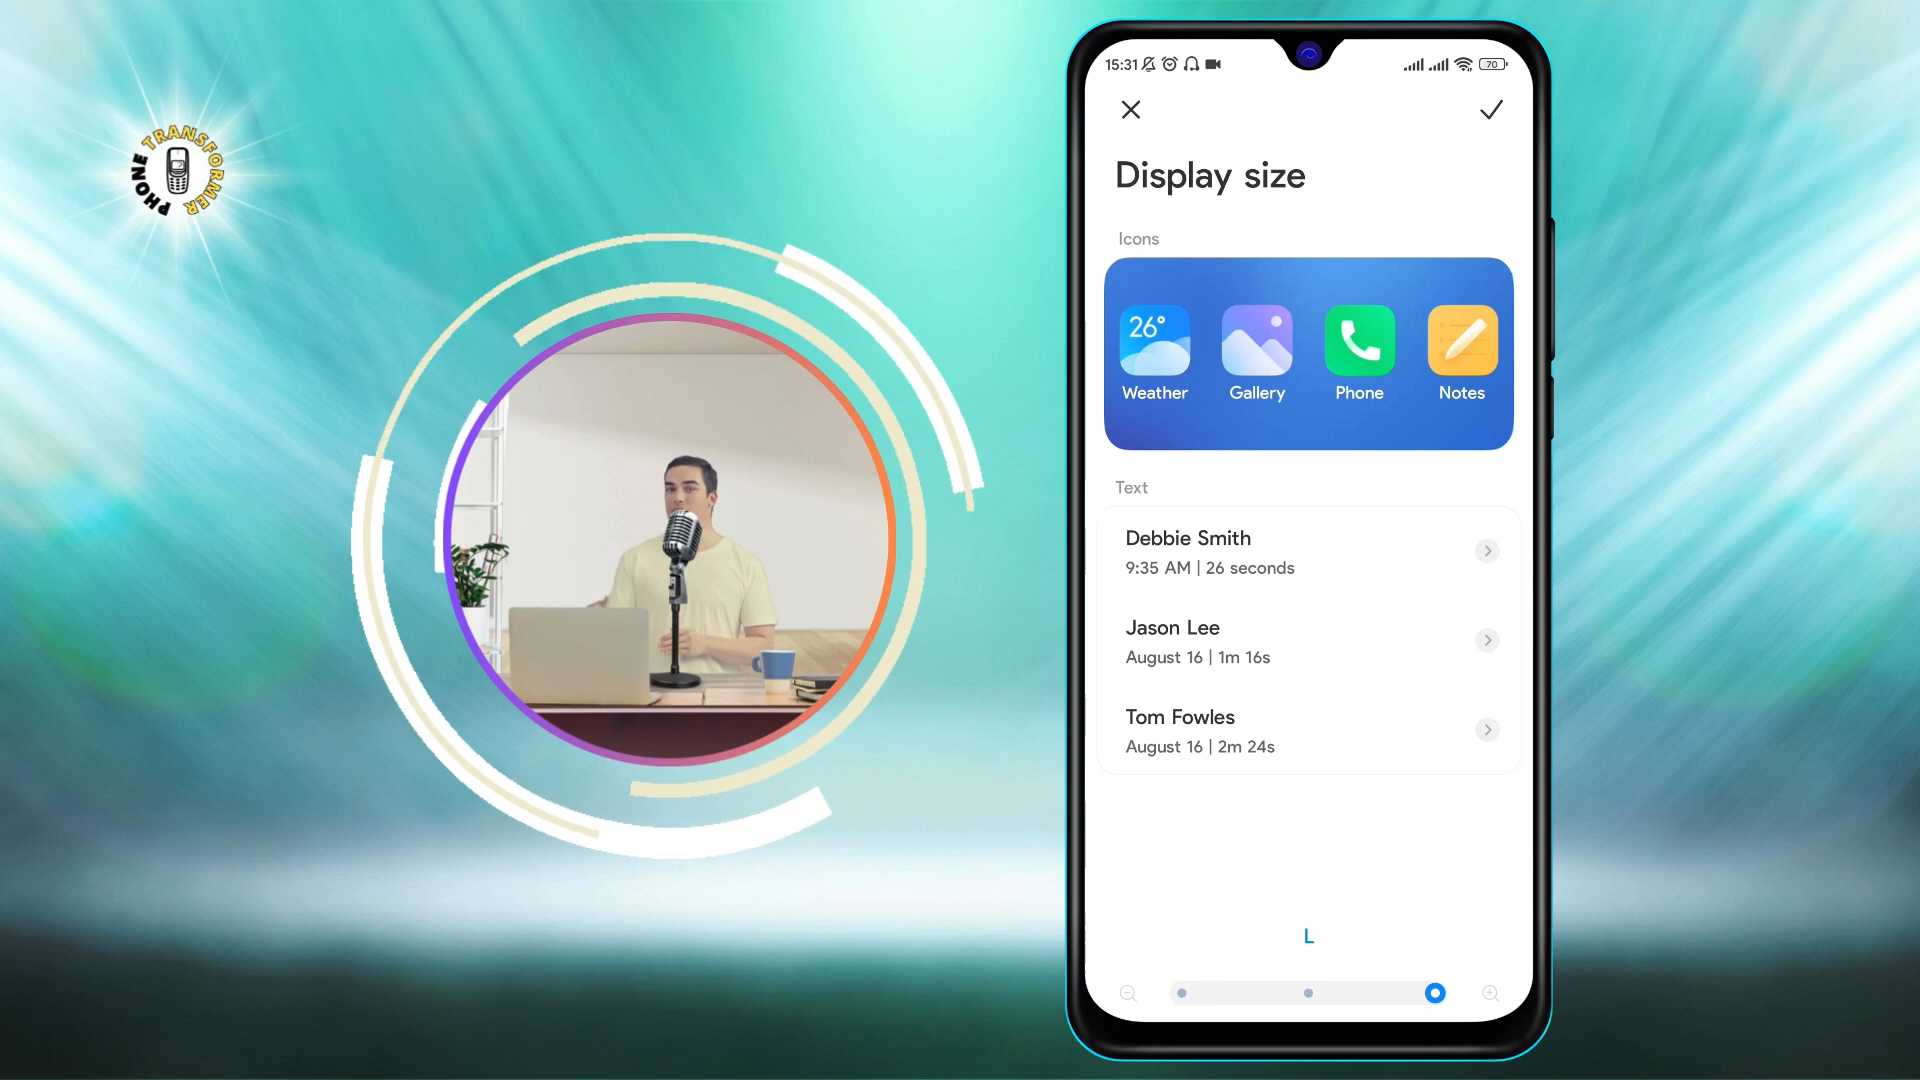 PHONE TRANSFORMER
15:31
70
Display size
Icons
26°
Weather Gallery Phone Notes
Text
Debbie Smith
9:35 AM | 26 seconds
Jason Lee
August 16 | 1m 16s
Tom Fowles
August 16 | 2m 24s
L